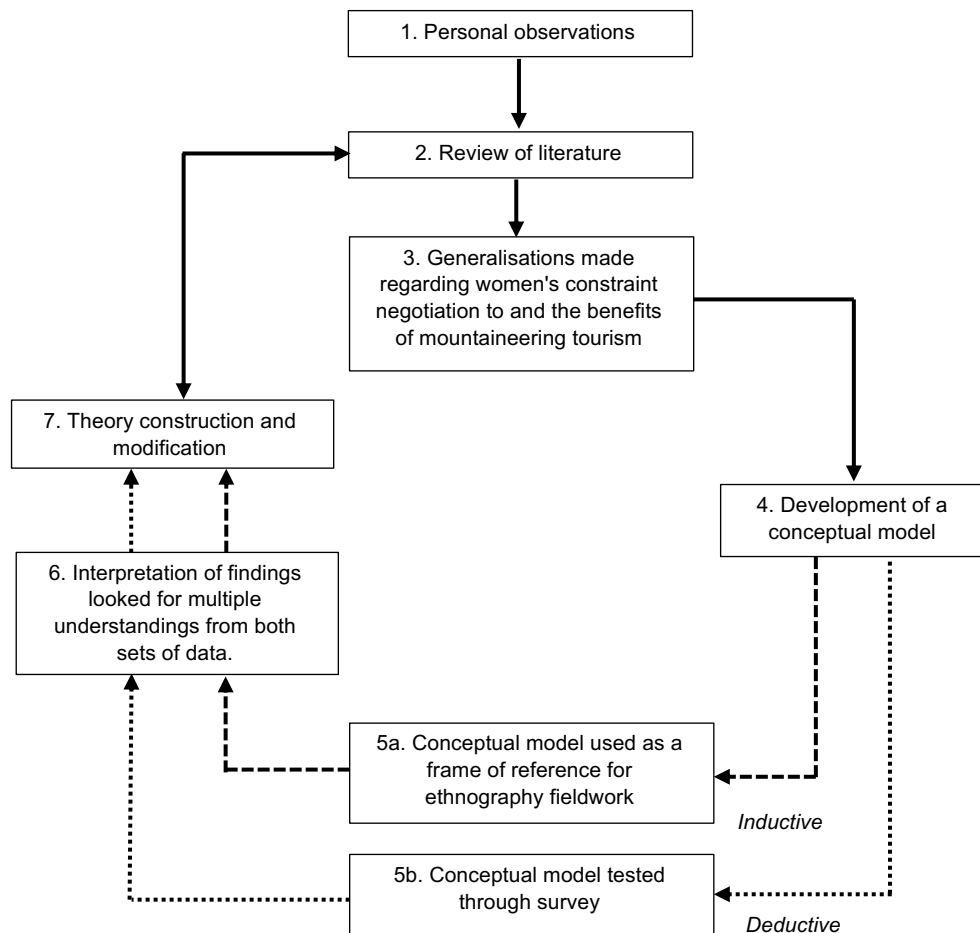 1. Personal observations
2. Review of literature
3. Generalisations made
regarding women's constraint
negotiation to and the benefits
of mountaineering tourism
7. Theory construction and
modification
4. Development of a
conceptual model
6. Interpretation of findings
looked for multiple
understandings from both
sets of data.
5a. Conceptual model used as a
frame of reference for
ethnography fieldwork
Inductive
5b. Conceptual model tested
through survey
Deductive